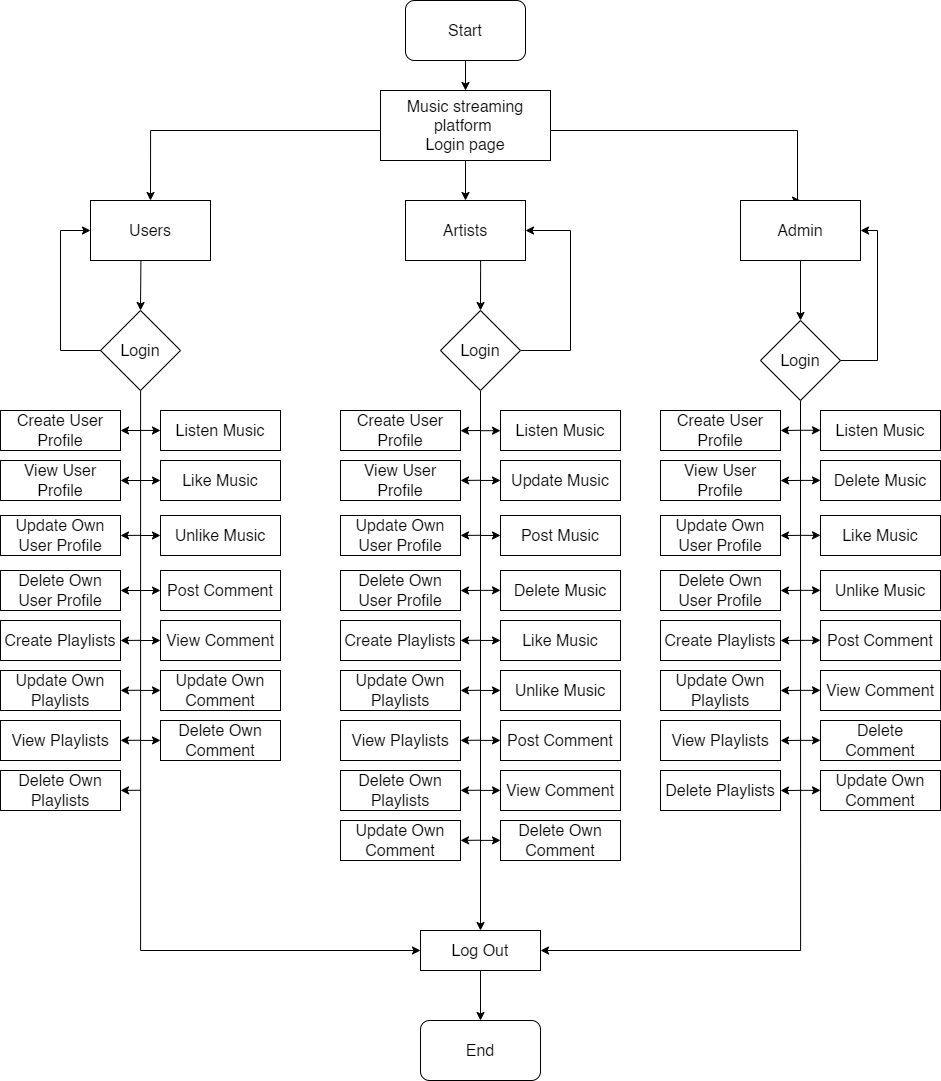 Start
Music streaming
platform
Login page
Users
Artists
Admin
Login
Login
Login
Create User
Profile
Listen Music
View User
Profile
Like Music
Update Own
User Profile
Unlike Music
Delete Own
User Profile
Post Comment
Create Playlists
View Comment
Update Own
Playlists
Update Own
Comment
View Playlists
Delete Own
Comment
Delete Own
Playlists
Create User
Profile
Listen Music
View User
Profile
Update Music
Update Own
User Profile
Post Music
Delete Own
User Profile
Delete Music
Create Playlists
Like Music
Update Own
Playlists
Unlike Music
View Playlists
Post Comment
Delete Own
Playlists
View Comment
Update Own
Comment
Delete Own
Comment
Create User
Profile
Listen Music
View User
Profile
Delete Music
Update Own
User Profile
Like Music
Delete Own
User Profile
Unlike Music
Create Playlists
Post Comment
Update Own
Playlists
View Comment
View Playlists
Delete
Comment
Delete Playlists
Update Own
Comment
Log Out
End